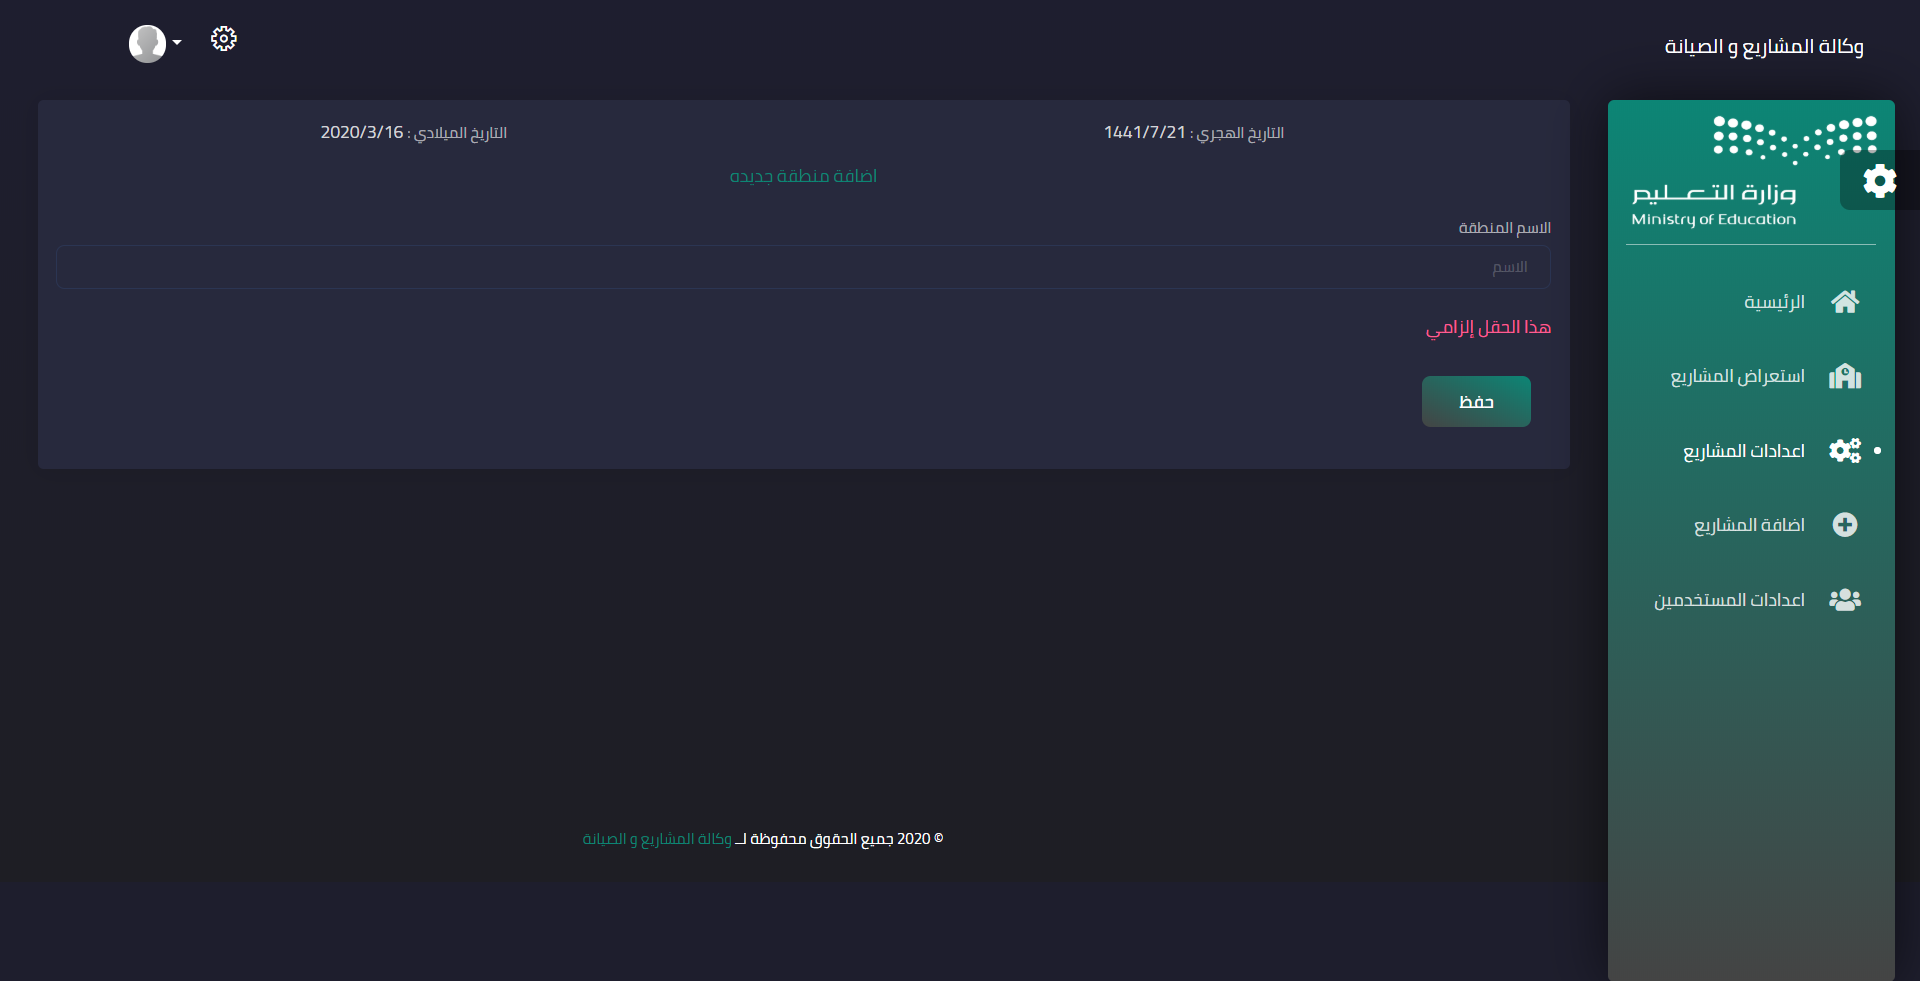 وكالة المشاريع و الصيانة
وزارة التعليم
Ministry of Education
الرئيسية
استعراض المشاريع
اعدادات المشاريع
اضافة المشاريع
اعدادات المستخدمين
التاريخ الهجري : 1441/7/21
التاريخ الميلادي : 2020/3/16
اضافة منطقة جديده
الاسم المنطقة
الاسم
هذا الحقل إلزامي
حفظ
© 2020 جميع الحقوق محفوظة لــ وكالة المشاريع و الصيانة